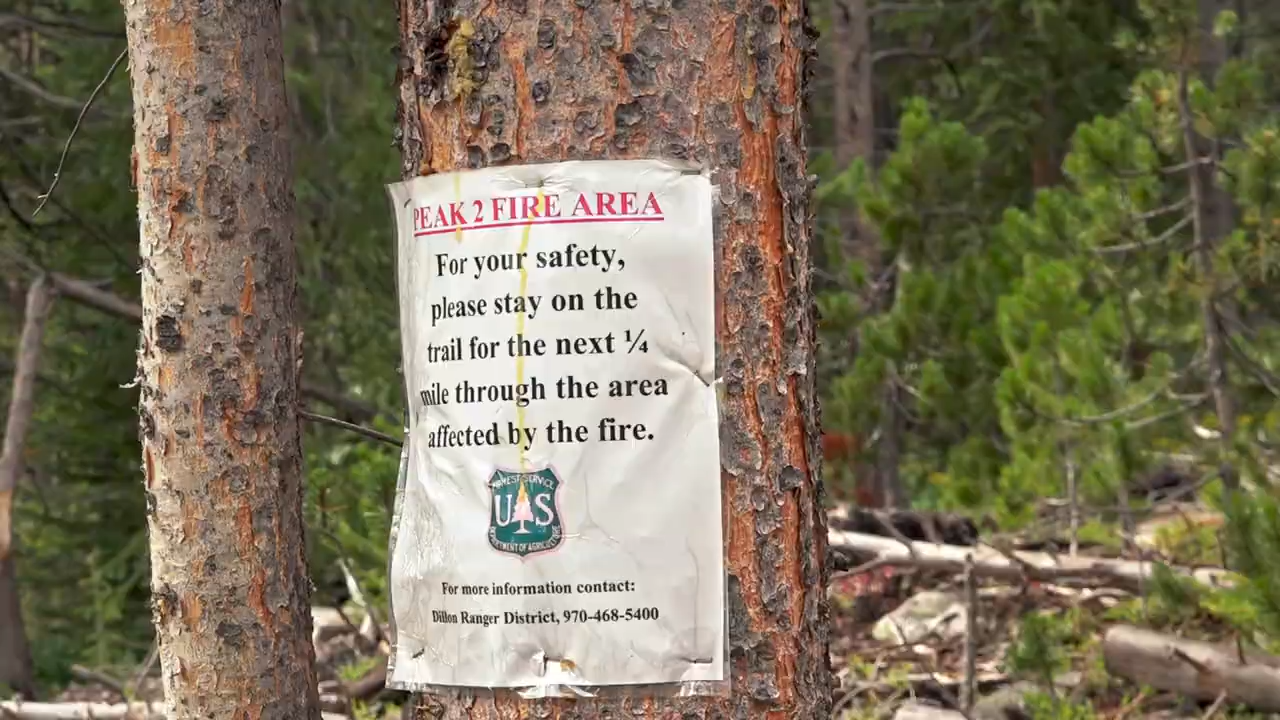 PEAK 2 FIRE AREA
For your safety,
please stay on the
trail for the next ¼
mile through the area
affected by the fire.
FOREST SERVICE
U S
DEPARTMENT OF AGRICULTURE
For more information contact:
Dillon Ranger District, 970-468-5400